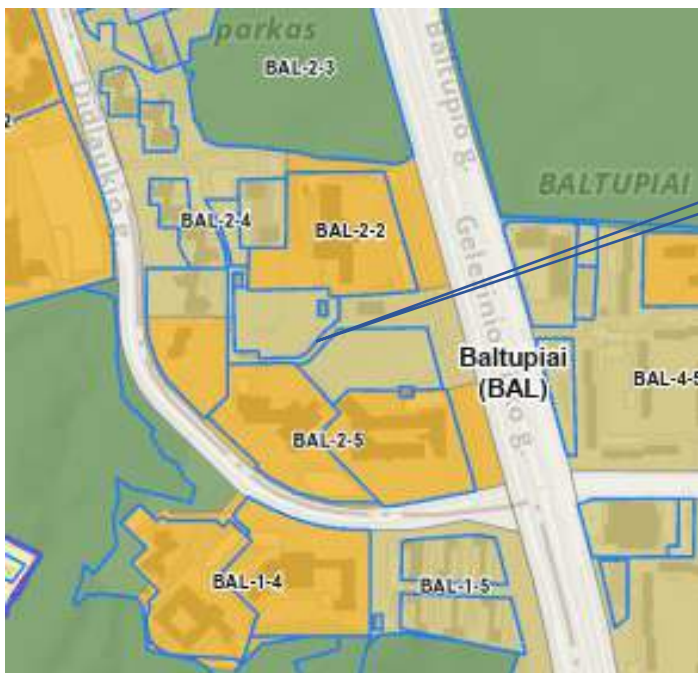 parkas
BAL-2-3
Baltupio g.
Didlaukio g.
BALTUPIAI
BAL-2-4
BAL-2-2
Geležinio
g.
Baltupiai
(BAL)
BAL-4-5
BAL-2-5
BAL-1-4
BAL-1-5